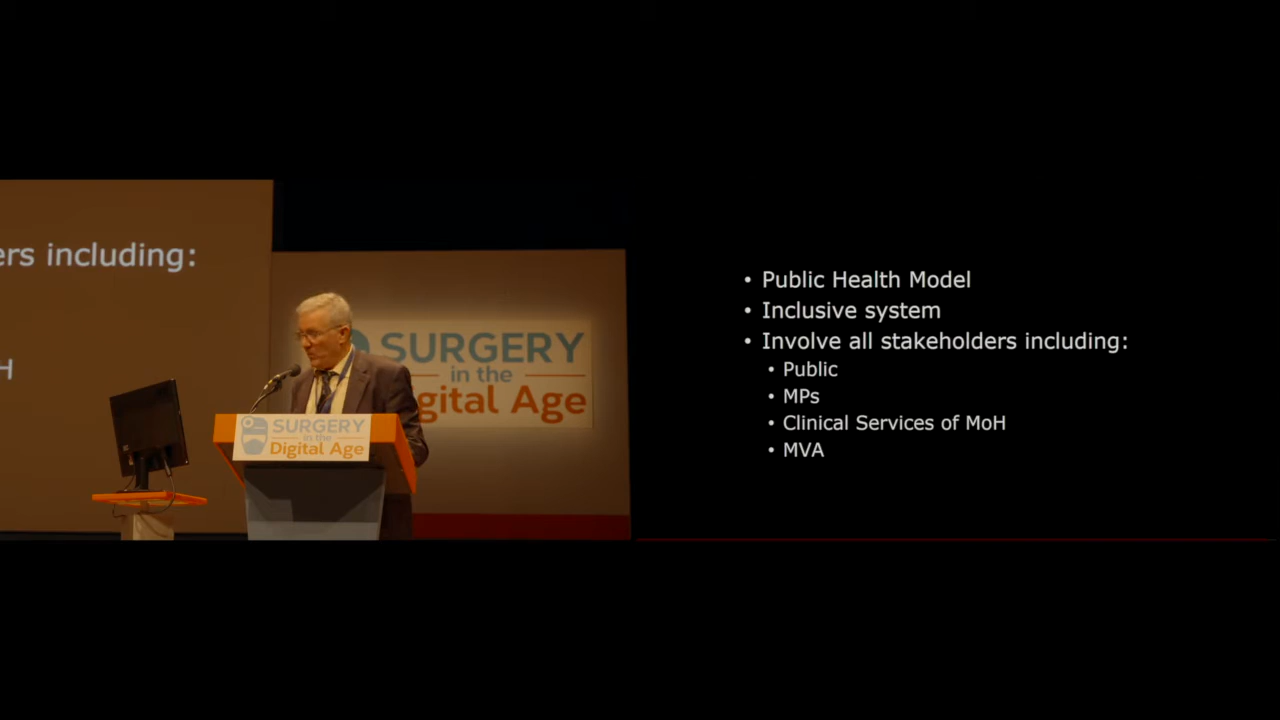 ers including:
H
SURGERY
in the
gital Age
SURGERY
in the
Digital Age
• Public Health Model
• Inclusive system
• Involve all stakeholders including:
• Public
• MPs
• Clinical Services of MoH
• MVA